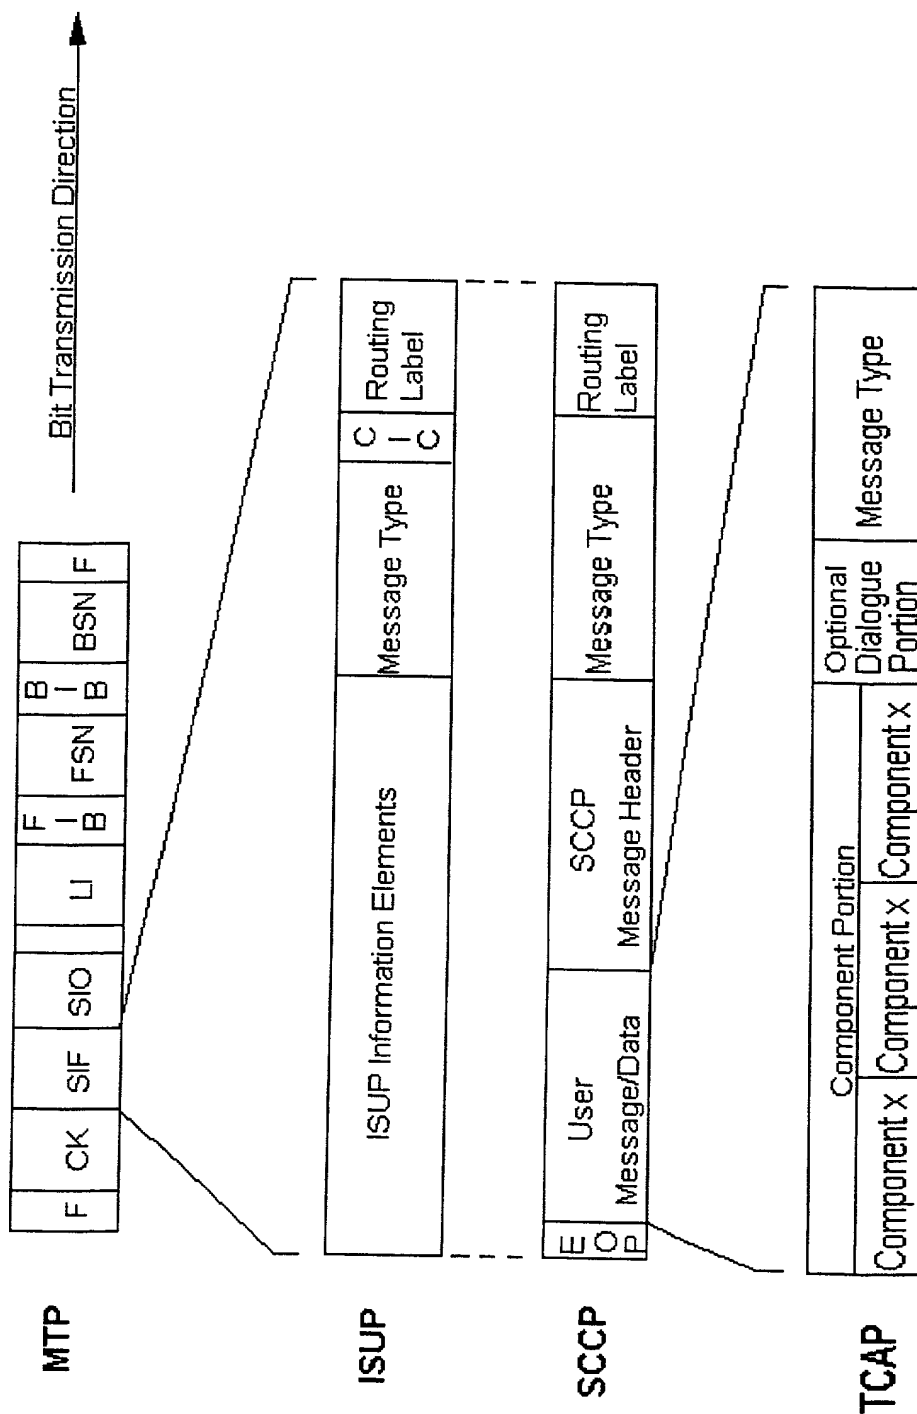 Bit Transmission Direction
MTP
F
CK
SIF
SIO
LI
F
I
B
FSN
B
I
B
BSN
F
ISUP
ISUP Information Elements
Message Type
C
I
C
Routing
Label
SCCP
E
O
P
User
Message/Data
SCCP
Message Header
Message Type
Routing
Label
TCAP
Component Portion
Component x
Component x
Component x
Optional
Dialogue
Portion
Message Type